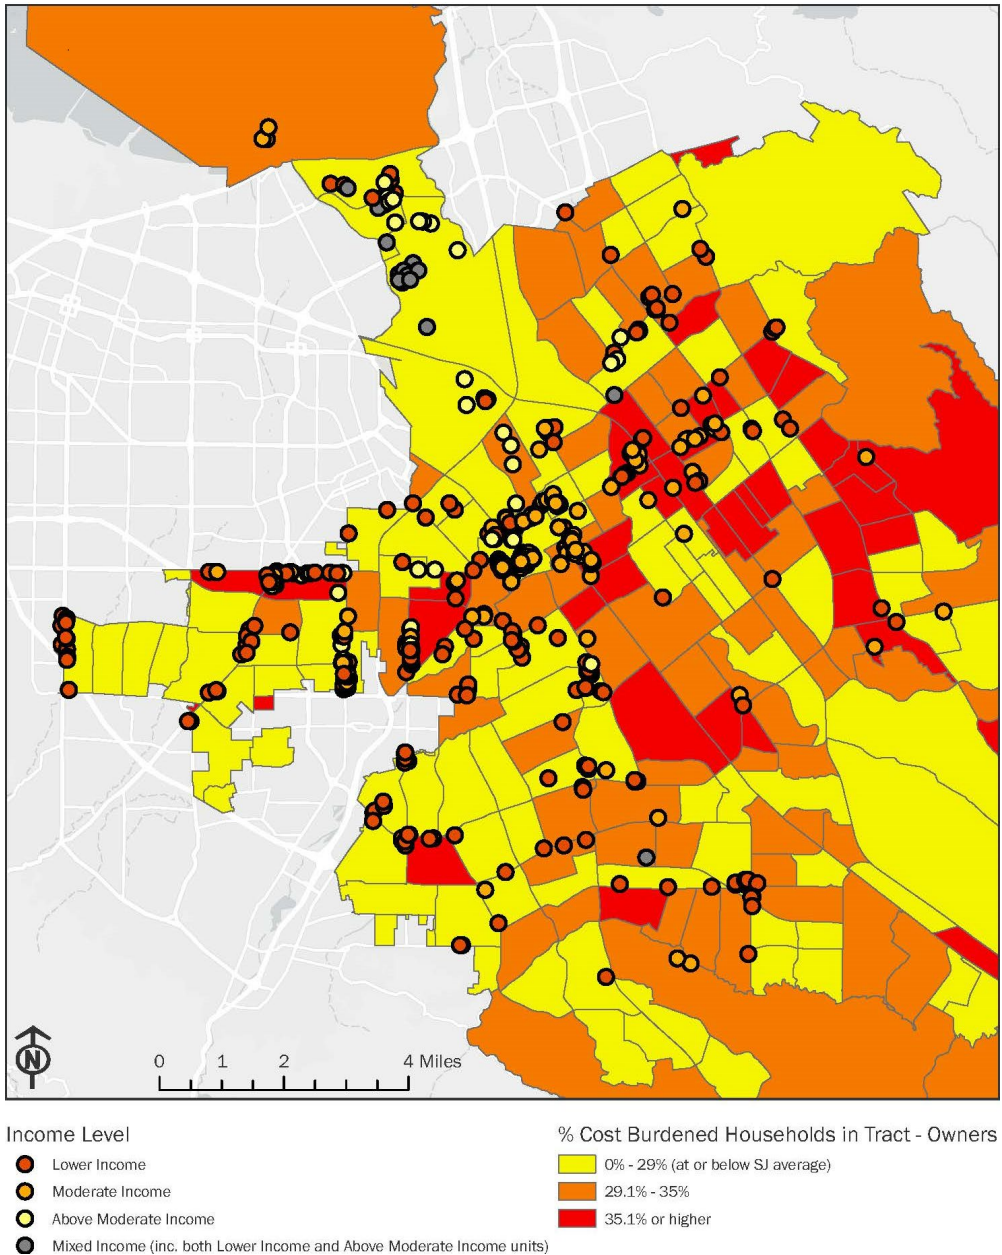 N
0 1 2 4 Miles
Income Level
Lower Income
Moderate Income
Above Moderate Income
Mixed Income (inc. both Lower Income and Above Moderate Income units)
% Cost Burdened Households in Tract - Owners
0% - 29% (at or below SJ average)
29.1% - 35%
35.1% or higher